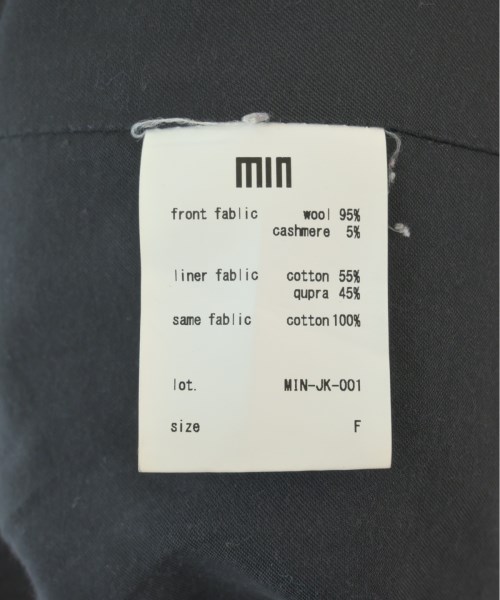 min
front fablic wool 95%
cashmere 5%
liner fablic cotton 55%
qupra 45%
same fablic cotton 100%
lot. MIN-JK-001
size F